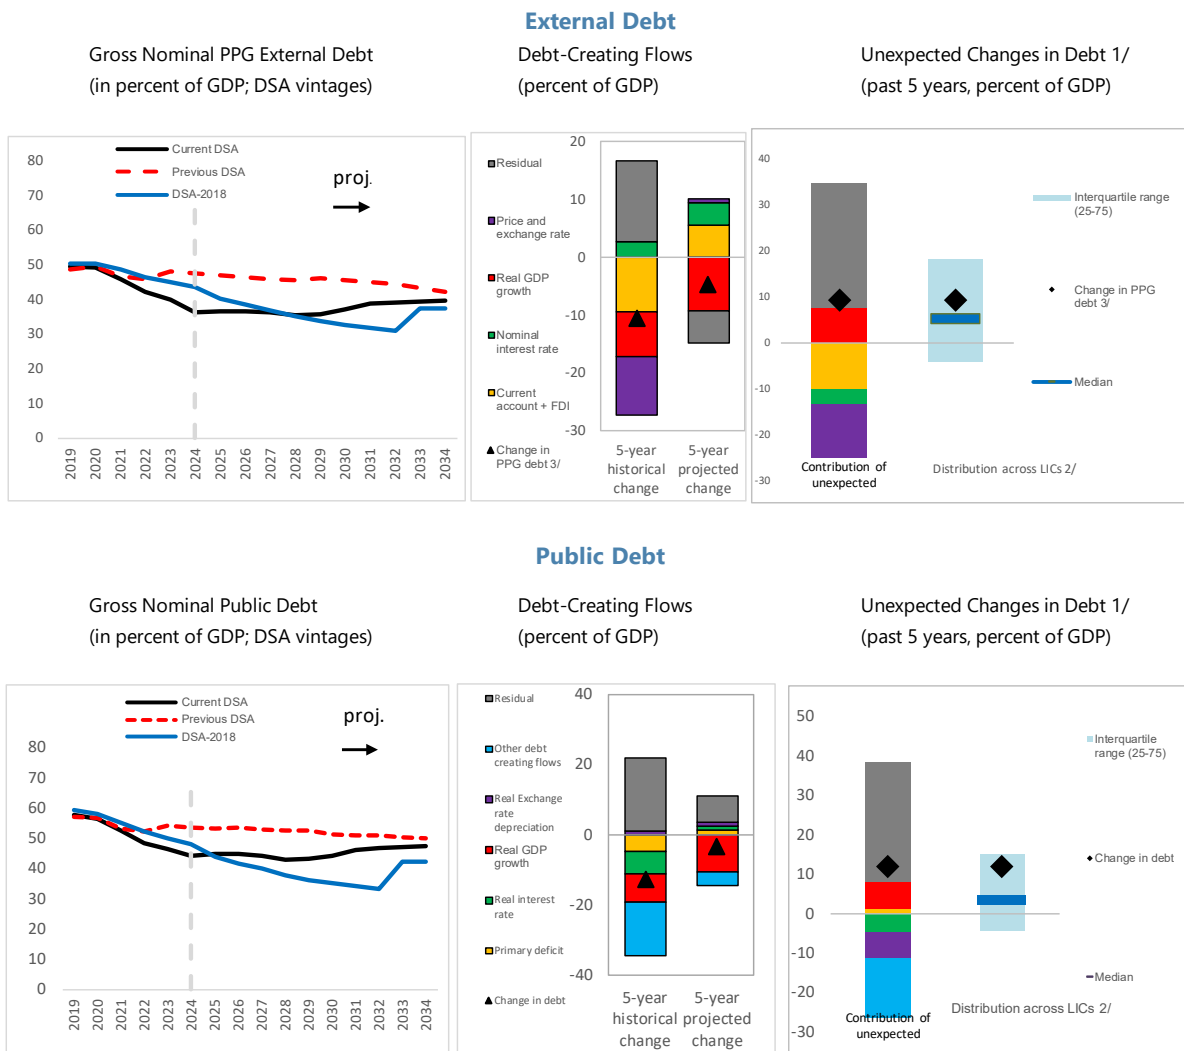 External Debt
Gross Nominal PPG External Debt
(in percent of GDP; DSA vintages)
Debt-Creating Flows
(percent of GDP)
Unexpected Changes in Debt 1/
(past 5 years, percent of GDP)
Current DSA
Previous DSA
DSA-2018
proj.
80
70
60
50
40
30
20
10
0
2019
2020
2021
2022
2023
2024
2025
2026
2027
2028
2029
2030
2031
2032
2033
2034
Residual
Price and
exchange rate
Real GDP
growth
Nominal
interest rate
Current
account + FDI
Change in
PPG debt 3/
20
10
0
-10
-20
-30
5-year
historical
change
5-year
projected
change
40
30
20
10
0
-10
-20
-30
Contribution of
unexpected
Distribution across LICs 2/
Interquartile range
(25-75)
Change in PPG
debt 3/
Median
Public Debt
Gross Nominal Public Debt
(in percent of GDP; DSA vintages)
Debt-Creating Flows
(percent of GDP)
Unexpected Changes in Debt 1/
(past 5 years, percent of GDP)
Current DSA
Previous DSA
DSA-2018
proj.
80
70
60
50
40
30
20
10
0
2019
2020
2021
2022
2023
2024
2025
2026
2027
2028
2029
2030
2031
2032
2033
2034
Residual
Other debt
creating flows
Real Exchange
rate
depreciation
Real GDP
growth
Real interest
rate
Primary deficit
Change in debt
40
20
0
-20
-40
5-year
historical
change
5-year
projected
change
50
40
30
20
10
0
-10
-20
-30
Contribution of
unexpected
Distribution across LICs 2/
Interquartile
range (25-75)
Change in debt
Median